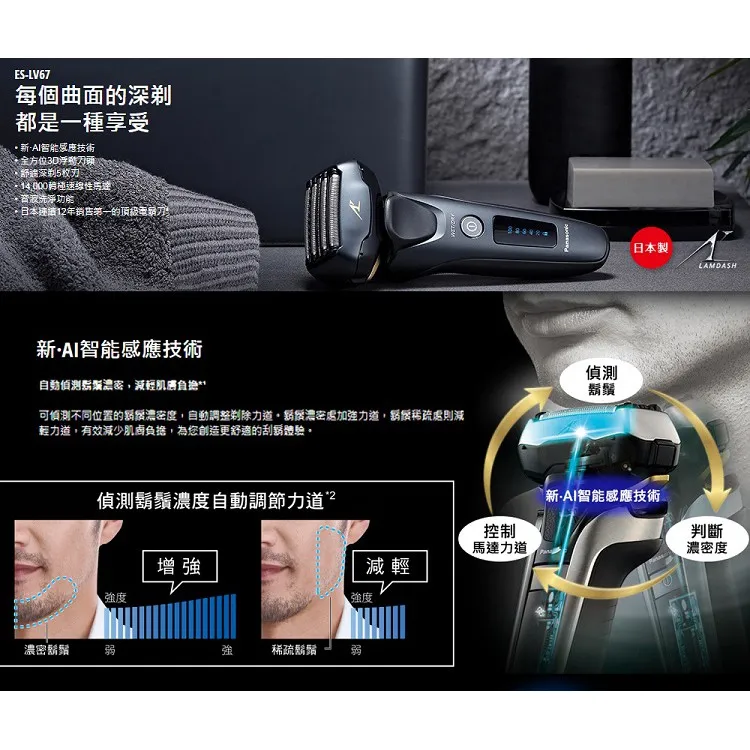 ES-LV67
每個曲面的深剃
都是一種享受
• 新·AI智能感應技術
• 全方位3D浮動刀頭
• 舒適深剃5枚刃
• 14,000轉極速線性馬達
• 音波洗淨功能
• 日本連續12年銷售第一的頂級電鬍刀
WET/DRY
Panasonic
日本製
LAMDASH
新·AI智能感應技術
自動偵測鬍鬚濃密，減輕肌膚負擔*1
可偵測不同位置的鬍鬚濃密度，自動調整剃除力道。鬍鬚濃密處加強力道，鬍鬚稀疏處則減
輕力道，有效減少肌膚負擔，為您創造更舒適的刮鬍體驗。
偵測
鬍鬚
新·AI智能感應技術
控制
馬達力道
判斷
濃密度
Panasonic
偵測鬍鬚濃度自動調節力道*2
增強
強度
濃密鬍鬚
弱
強
減輕
強度
稀疏鬍鬚
弱